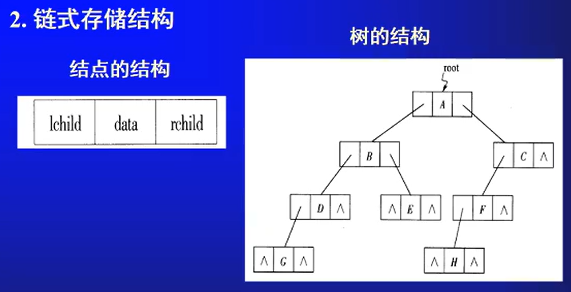 2. 链式存储结构
结点的结构
树的结构
lchild data rchild
root
A
B
C ∧
D ∧
∧ E ∧
F ∧
∧ G ∧
∧ H ∧